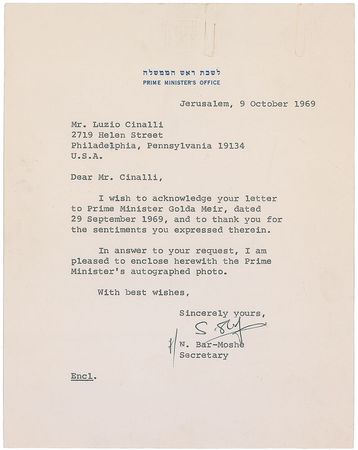 לשכת ראש הממשלה
PRIME MINISTER'S OFFICE
Jerusalem, 9 October 1969
Mr. Luzio Cinalli
2719 Helen Street
Philadelphia, Pennsylvania 19134
U.S.A.
Dear Mr. Cinalli,
I wish to acknowledge your letter
to Prime Minister Golda Meir, dated
29 September 1969, and to thank you for
the sentiments you expressed therein.
In answer to your request, I am
pleased to enclose herewith the Prime
Minister's autographed photo.
With best wishes,
Sincerely yours,
N. Bar-Moshe
Secretary
Encl.